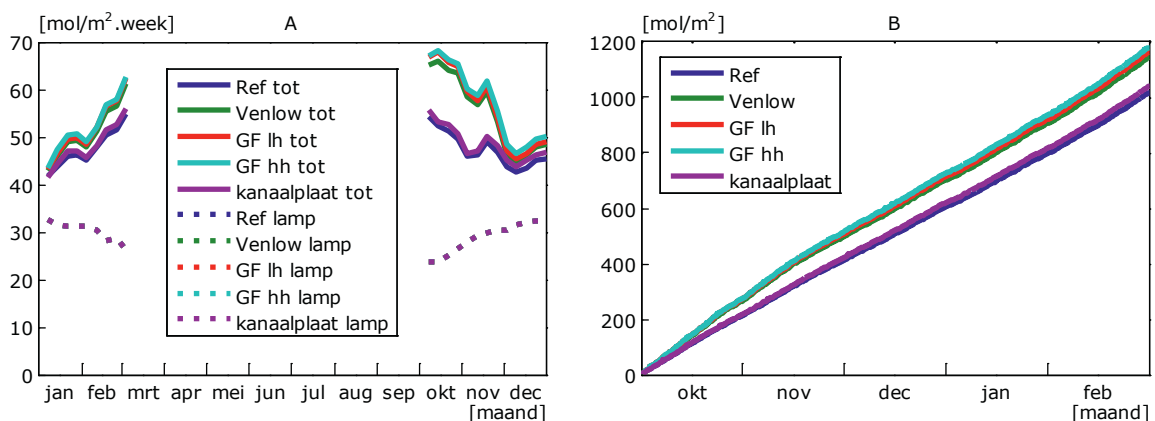 [mol/m².week]
A
70
60
50
40
30
20
10
0
Ref tot
Venlow tot
GF lh tot
GF hh tot
kanaalplaat tot
Ref lamp
Venlow lamp
GF lh lamp
GF hh lamp
kanaalplaat lamp
jan feb mrt apr mei jun jul aug sep okt nov dec
[maand]
[mol/m²]
B
1200
1000
800
600
400
200
0
Ref
Venlow
GF lh
GF hh
kanaalplaat
okt nov dec jan feb
[maand]